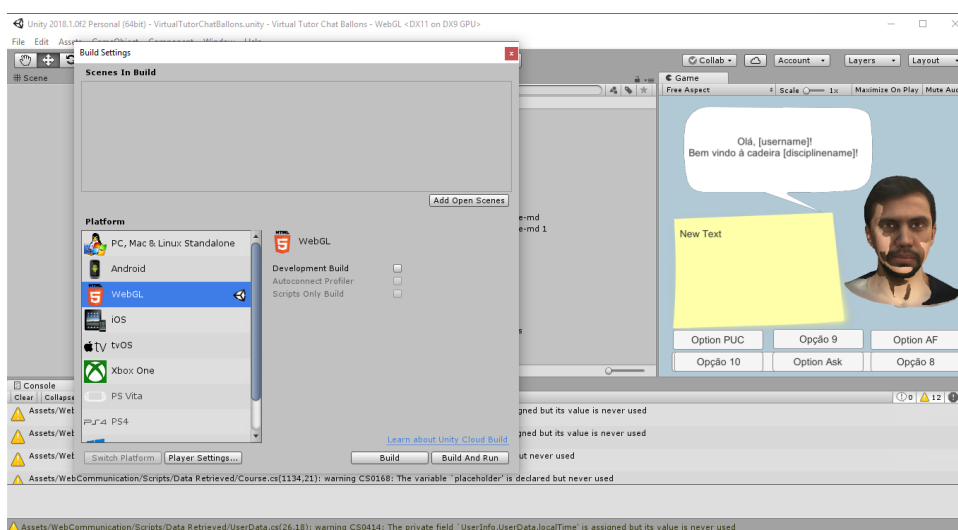 Unity 2018.1.0f2 Personal (64bit) - VirtualTutorChatBallons.unity - Virtual Tutor Chat Ballons - WebGL <DX11 on DX9 GPU>
File Edit
Build Settings
Collab
Account
Layers
Layout
Scene
Scenes In Build
Game
Free Aspect
Scale
1x
Maximize On Play
Mute
Olá, [username]!
Bem vindo à cadeira [disciplinename]!
Add Open Scenes
Platform
e-md
e-md 1
PC, Mac & Linux Standalone
WebGL
New Text
Android
Development Build
Autoconnect Profiler
WebGL
Scripts Only Build
iOS
tv tvOS
Option PUC
Opção 9
Option AF
Xbox One
Opção 10
Option Ask
Opção 8
Console
PS Vita
Clear
Collapse
0
12
gned but its value is never used
PS4 PS4
gned but its value is never used
Learn about Unity Cloud Build
Switch Platform
Player Settings...
Build
Build And Run
ut never used
Assets/WebCommunication/Scripts/Data Retrieved/Course.cs(1134,21): warning CS0168: The variable `placeholder' is declared but never used
Assets/WebCommunication/Scripts/Data Retrieved/UserData.cs(26,18): warning CS0414: The private field `UserInfo.UserData.localTime' is assigned but its value is never used